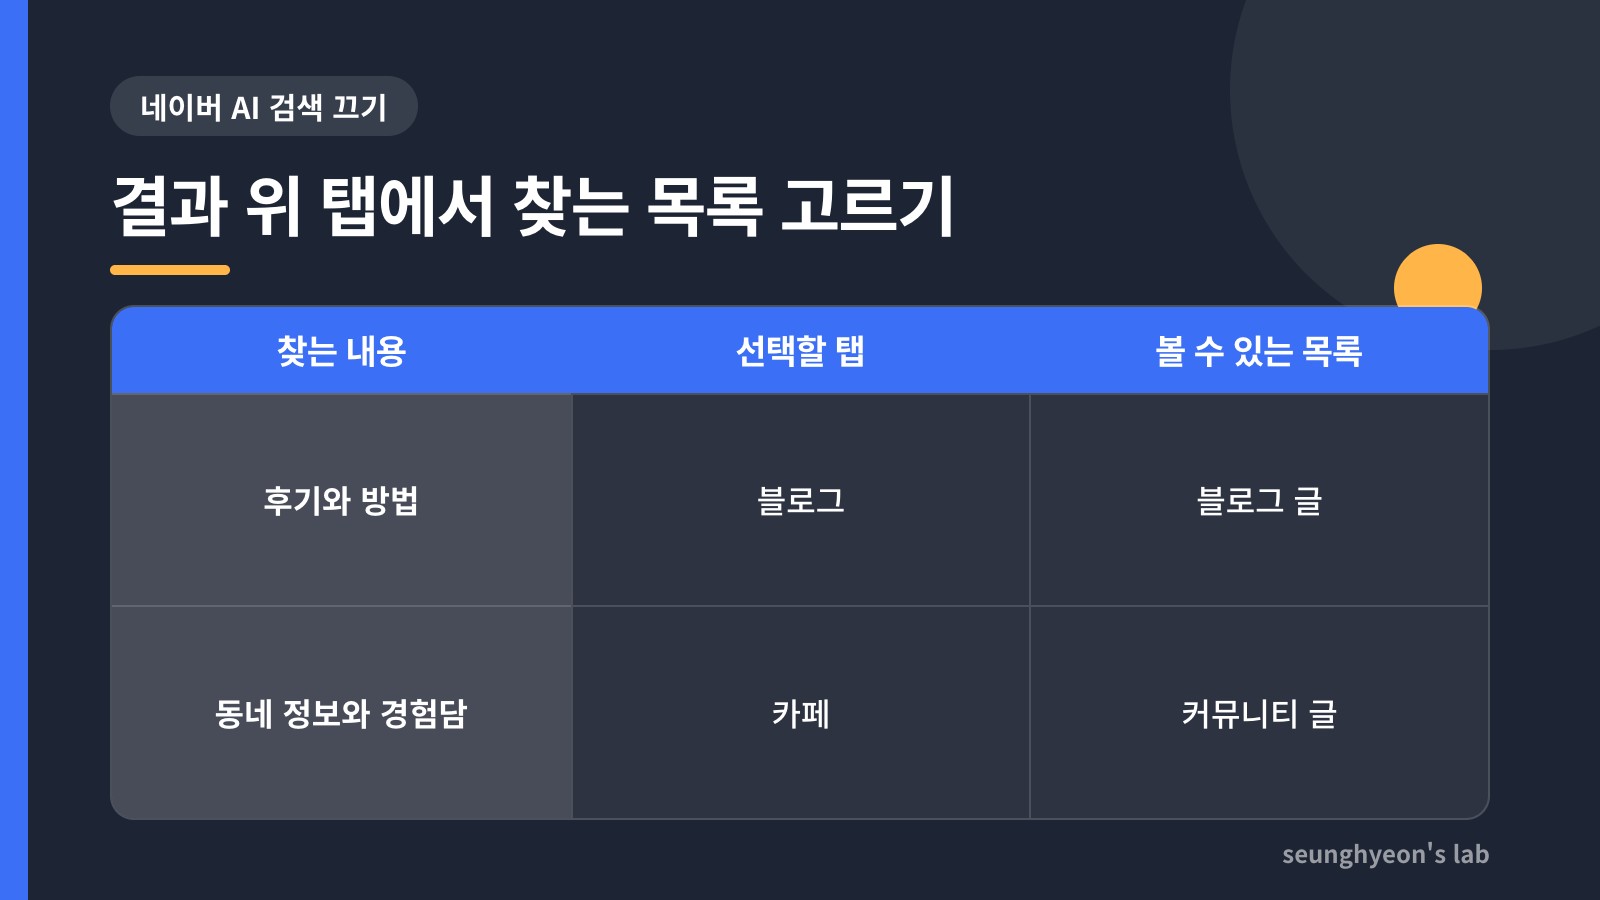 네이버 AI 검색 끄기
결과 위 탭에서 찾는 목록 고르기
찾는 내용 선택할 탭 볼 수 있는 목록
후기와 방법 블로그 블로그 글
동네 정보와 경험담 카페 커뮤니티 글
seunghyeon's lab